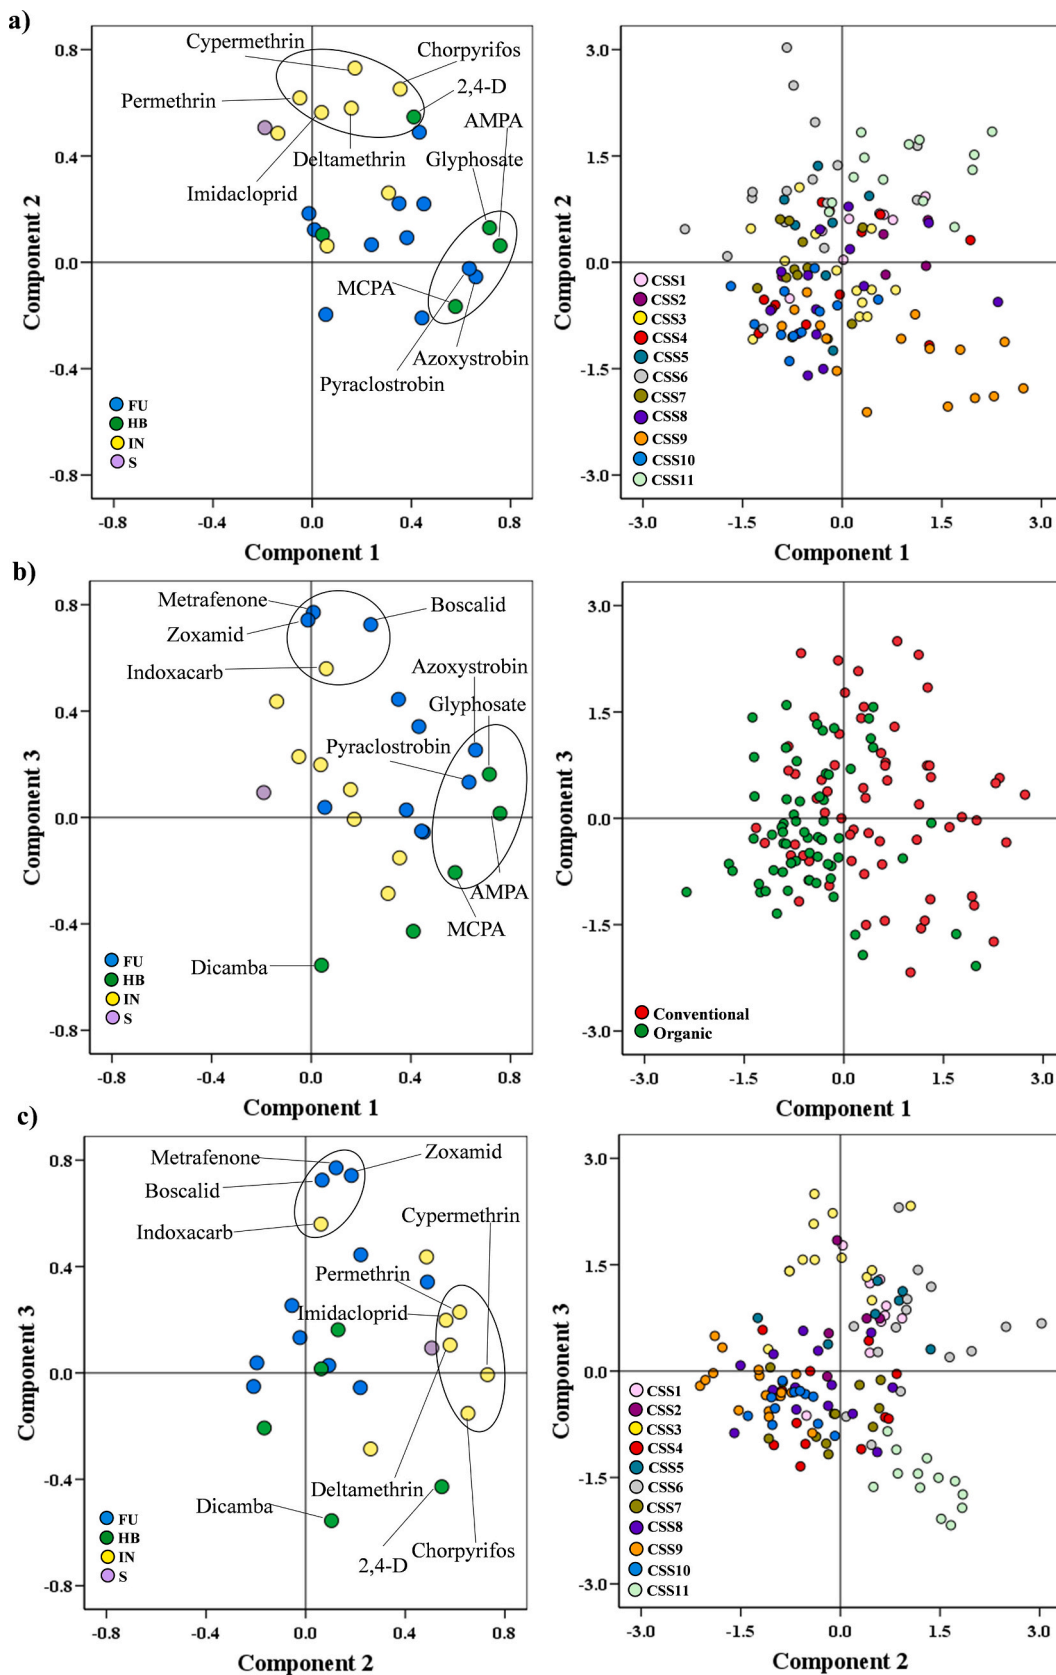 a)
Cypermethrin
Chorpyrifos
2,4-D
Permethrin
AMPA
Glyphosate
Deltamethrin
Imidacloprid
MCPA
Azoxystrobin
Pyraclostrobin
FU
HB
IN
S
0.8
0.4
0.0
-0.4
-0.8
Component 2
-0.8
-0.4
0.0
0.4
0.8
Component 1
3.0
1.5
0.0
-1.5
-3.0
Component 2
CSS1
CSS2
CSS3
CSS4
CSS5
CSS6
CSS7
CSS8
CSS9
CSS10
CSS11
-3.0
-1.5
0.0
1.5
3.0
Component 1
b)
Metrafenone
Boscalid
Zoxamid
Indoxacarb
Azoxystrobin
Glyphosate
Pyraclostrobin
AMPA
MCPA
Dicamba
FU
HB
IN
S
0.8
0.4
0.0
-0.4
-0.8
Component 3
-0.8
-0.4
0.0
0.4
0.8
Component 1
3.0
1.5
0.0
-1.5
-3.0
Component 3
Conventional
Organic
-3.0
-1.5
0.0
1.5
3.0
Component 1
c)
Metrafenone
Zoxamid
Boscalid
Indoxacarb
Cypermethrin
Permethrin
Imidacloprid
Deltamethrin
Dicamba
Chorpyrifos
2,4-D
FU
HB
IN
S
0.8
0.4
0.0
-0.4
-0.8
Component 3
-0.8
-0.4
0.0
0.4
0.8
Component 2
3.0
1.5
0.0
-1.5
-3.0
Component 3
CSS1
CSS2
CSS3
CSS4
CSS5
CSS6
CSS7
CSS8
CSS9
CSS10
CSS11
-3.0
-1.5
0.0
1.5
3.0
Component 2